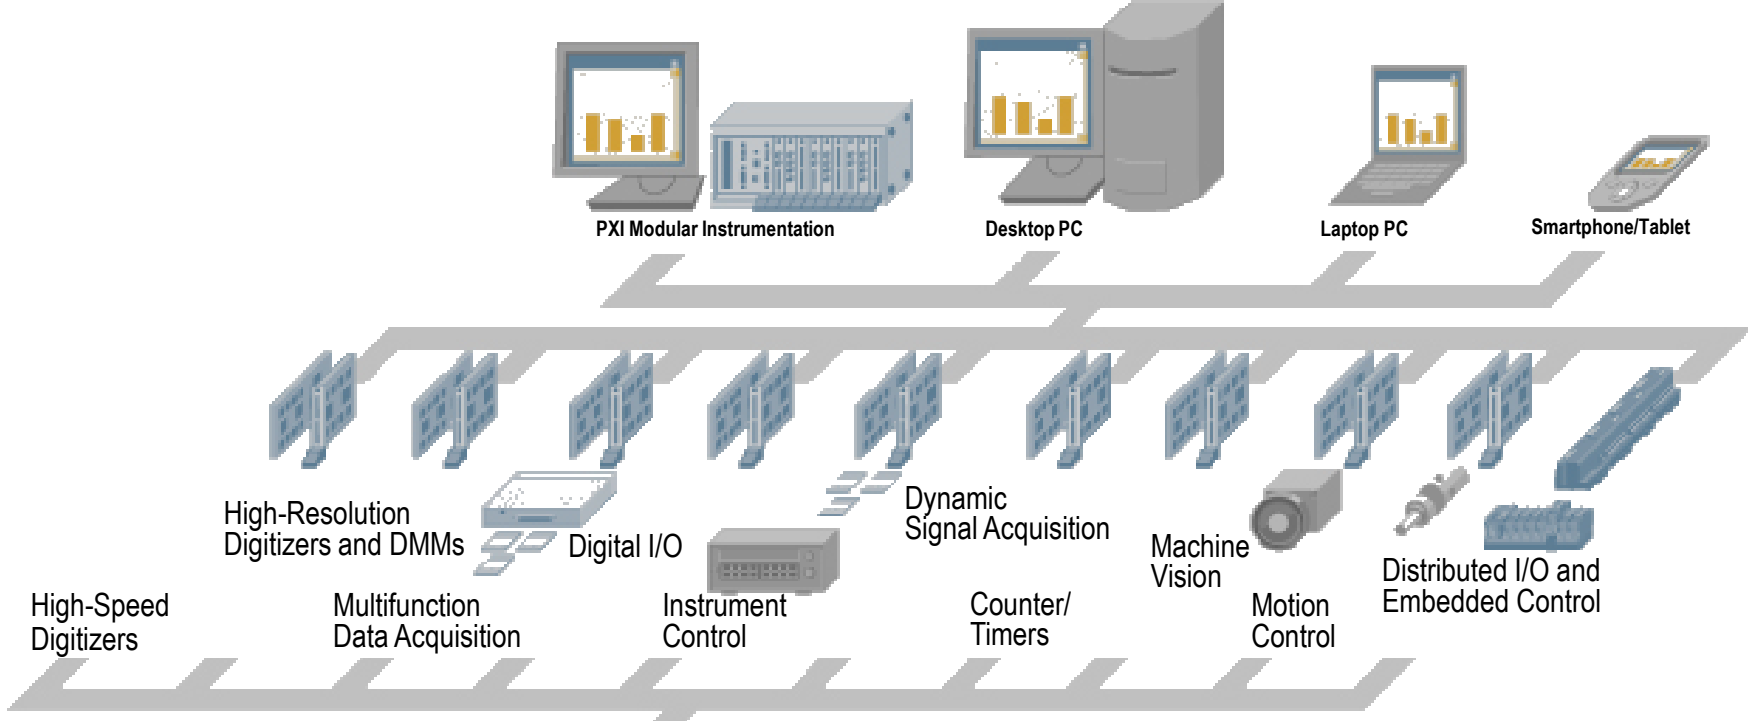 PXI Modular Instrumentation
Desktop PC
Laptop PC
Smartphone/Tablet
High-Resolution
Digitizers and DMMs
Digital I/O
Dynamic
Signal Acquisition
Machine
Vision
Distributed I/O and
Embedded Control
High-Speed
Digitizers
Multifunction
Data Acquisition
Instrument
Control
Counter/
Timers
Motion
Control